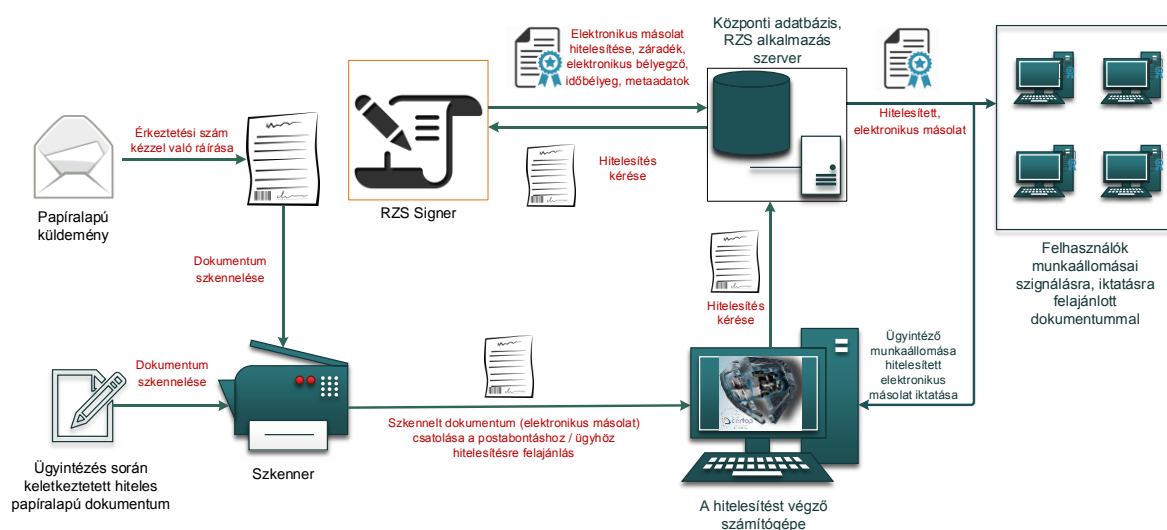 Elektronikus másolat
hitelesítése, záradék,
elektronikus bélyegző,
időbélyeg, metaadatok
Központi adatbázis,
RZS alkalmazás
szerver
Érkeztetési szám
kézzel való ráírása
Hitelesítés
kérése
Hitelesített,
elektronikus másolat
Papíralapú
küldemény
RZS Signer
Dokumentum
szkennelése
Hitelesítés
kérése
Felhasználók
munkaállomásai
szignálásra, iktatásra
felajánlott
dokumentummal
Dokumentum
szkennelése
Ügyintéző
munkaállomása
hitelesített
elektronikus
másolat iktatása
Szkennelt dokumentum (elektronikus másolat)
csatolása a postabontáshoz / ügyhöz
hitelesítésre felajánlás
Szkenner
Ügyintézés során
keletkeztetett hiteles
papíralapú dokumentum
A hitelesítést végző
számítógépe